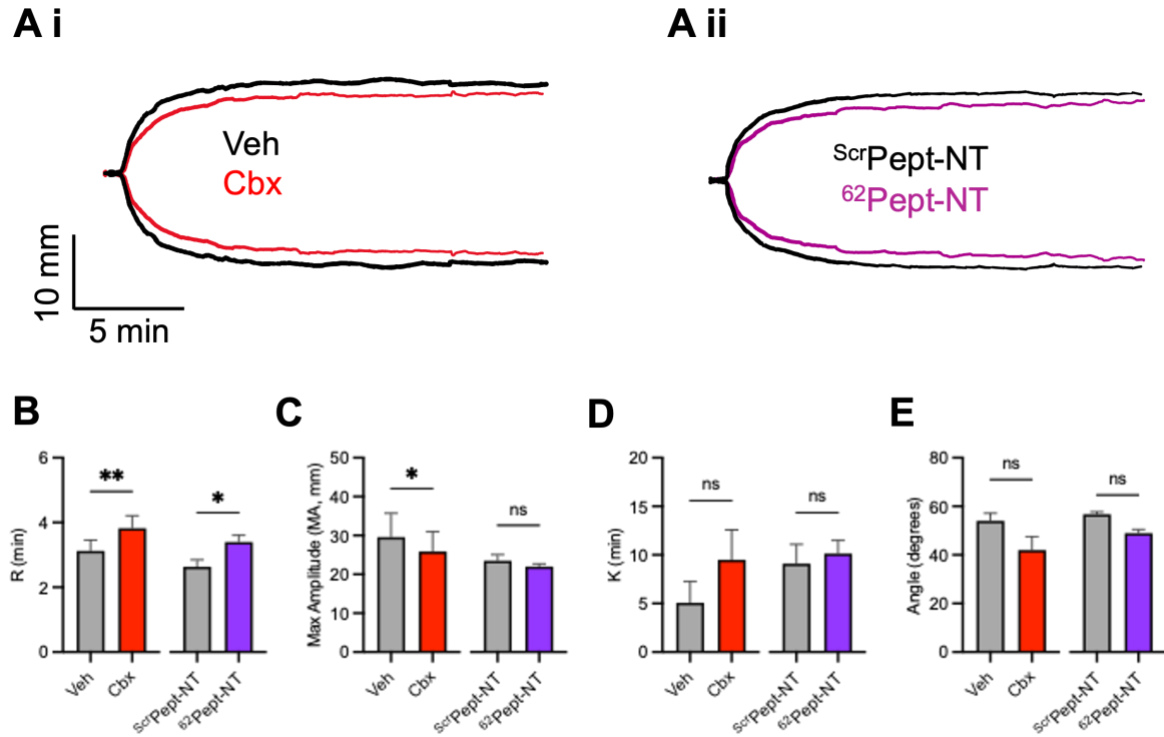 A i
A ii
Veh
Cbx
ScrPept-NT
62Pept-NT
10 mm
5 min
B
C
D
E
R (min)
6
4
2
0
**
*
Veh
Cbx
ScrPept-NT
62Pept-NT
Max Amplitude (MA, mm)
50
40
30
20
10
0
*
ns
Veh
Cbx
ScrPept-NT
62Pept-NT
K (min)
20
15
10
5
0
ns
ns
Veh
Cbx
ScrPept-NT
62Pept-NT
Angle (degrees)
80
60
40
20
0
ns
ns
Veh
Cbx
ScrPept-NT
62Pept-NT